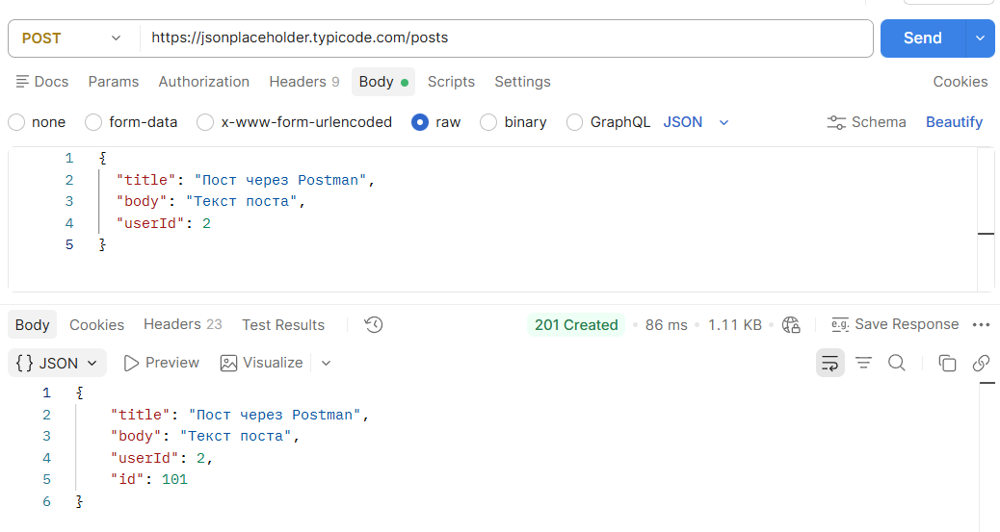 POST https://jsonplaceholder.typicode.com/posts Send
Docs Params Authorization Headers 9 Body Scripts Settings Cookies
none form-data x-www-form-urlencoded raw binary GraphQL JSON Schema Beautify
1 {
2 "title": "Пост через Postman",
3 "body": "Текст поста",
4 "userId": 2
5 }
Body Cookies Headers 23 Test Results 201 Created • 86 ms • 1.11 KB • e.g. Save Response
{} JSON Preview Visualize
1 {
2 "title": "Пост через Postman",
3 "body": "Текст поста",
4 "userId": 2,
5 "id": 101
6 }